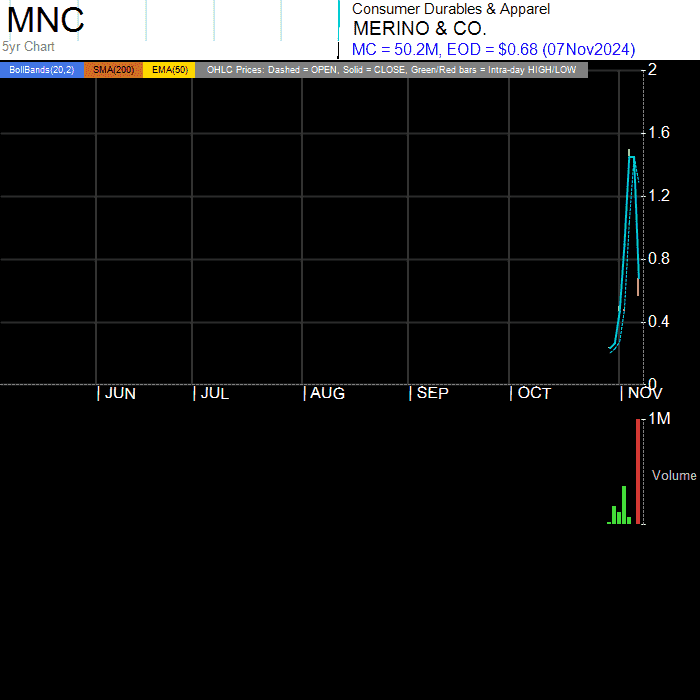 MNC
5yr Chart
Consumer Durables & Apparel
MERINO & CO.
MC = 50.2M, EOD = $0.68 (07Nov2024)
BollBands(20,2) SMA(200) EMA(50) OHLC Prices: Dashed = OPEN, Solid = CLOSE, Green/Red bars = Intra-day HIGH/LOW
2
1.6
1.2
0.8
0.4
0
JUN JUL AUG SEP OCT NOV
1M
Volume